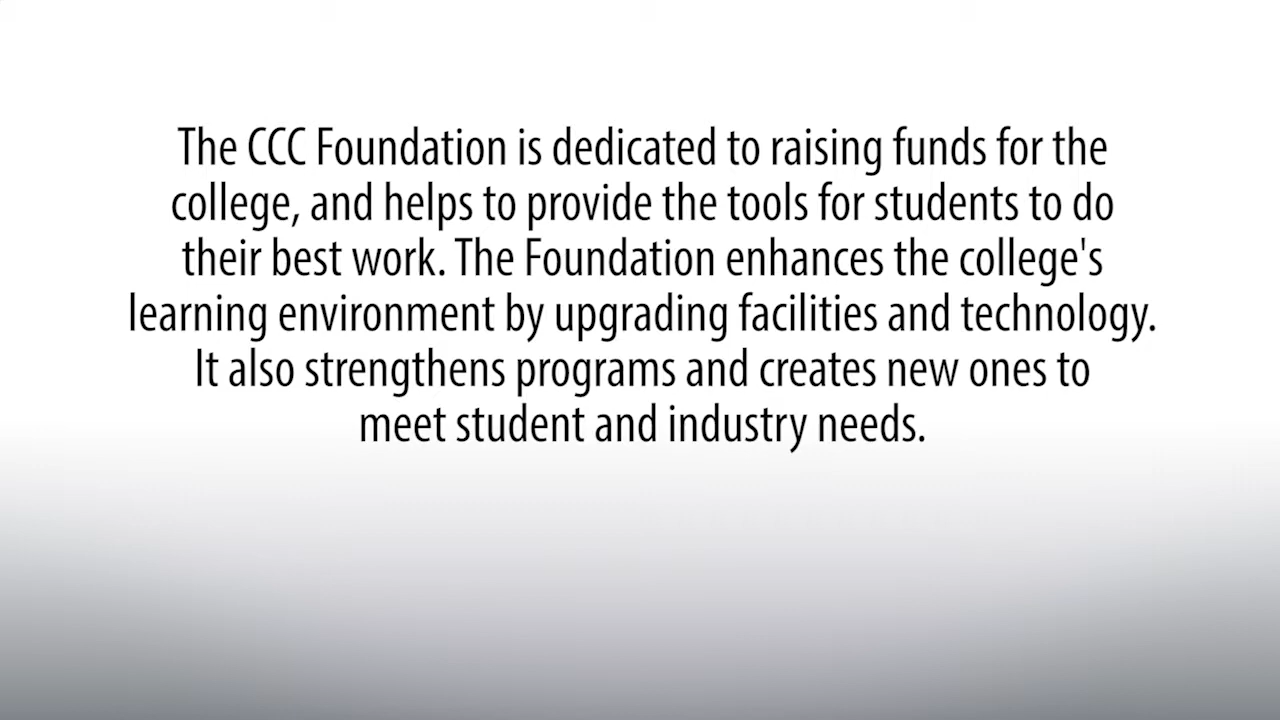 The CCC Foundation is dedicated to raising funds for the
college, and helps to provide the tools for students to do
their best work. The Foundation enhances the college's
learning environment by upgrading facilities and technology.
It also strengthens programs and creates new ones to
meet student and industry needs.